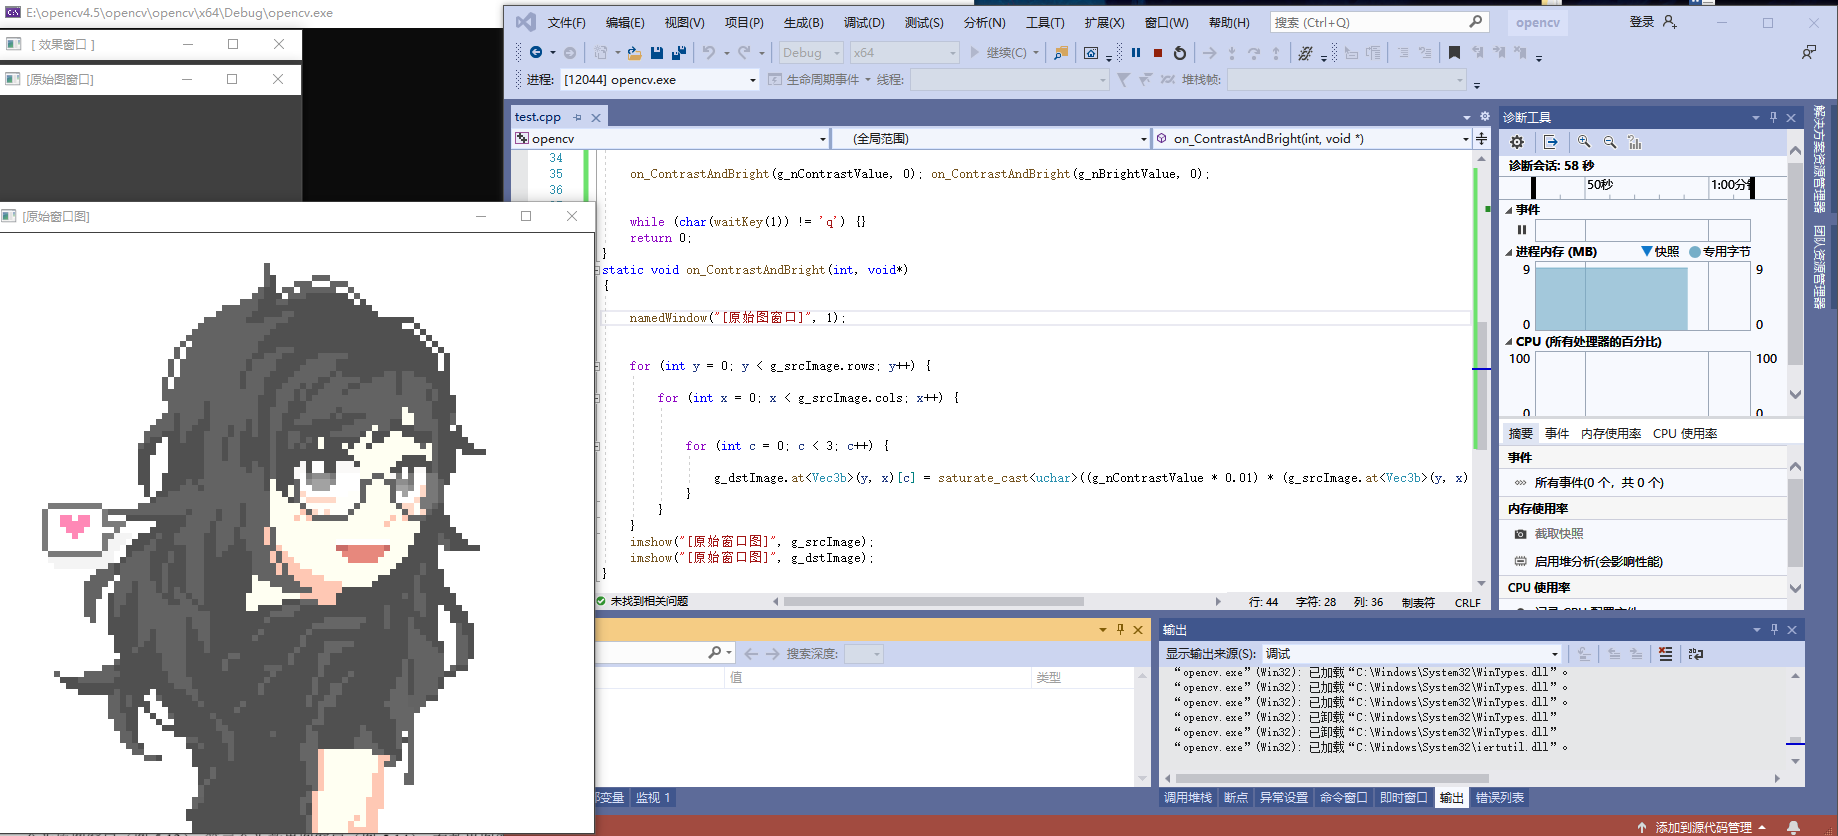 E:\opencv4.5\opencv\opencv\x64\Debug\opencv.exe
[ 效果窗口 ]
[原始图窗口]
[原始窗口图]
文件(F) 编辑(E) 视图(V) 项目(P) 生成(B) 调试(D) 测试(S) 分析(N) 工具(T) 扩展(X) 窗口(W) 帮助(H) 搜索 (Ctrl+Q) opencv 登录
Debug x64 继续(C)
进程: [12044] opencv.exe 生命周期事件 线程: 堆栈帧:
test.cpp
opencv (全局范围) on_ContrastAndBright(int, void *)
34
35 on_ContrastAndBright(g_nContrastValue, 0); on_ContrastAndBright(g_nBrightValue, 0);
36
while (char(waitKey(1)) != 'q') {}
return 0;
}
static void on_ContrastAndBright(int, void*)
{
namedWindow("[原始图窗口]", 1);
for (int y = 0; y < g_srcImage.rows; y++) {
for (int x = 0; x < g_srcImage.cols; x++) {
for (int c = 0; c < 3; c++) {
g_dstImage.at<Vec3b>(y, x)[c] = saturate_cast<uchar>((g_nContrastValue * 0.01) * (g_srcImage.at<Vec3b>(y, x)
}
}
}
imshow("[原始窗口图]", g_srcImage);
imshow("[原始窗口图]", g_dstImage);
}
未找到相关问题 行: 44 字符: 28 列: 36 制表符 CRLF
诊断工具
诊断会话: 58 秒
50秒 1:00分
事件
进程内存 (MB) 快照 专用字节
9 9
0 0
CPU (所有处理器的百分比)
100 100
0 0
摘要 事件 内存使用率 CPU 使用率
事件
所有事件(0 个，共 0 个)
内存使用率
截取快照
启用堆分析(会影响性能)
CPU 使用率
解决方案资源管理器
团队资源管理器
搜索深度:
值 类型
变量 监视 1
输出
显示输出来源(S): 调试
“opencv.exe”(Win32): 已加载“C:\Windows\System32\WinTypes.dll”。
“opencv.exe”(Win32): 已加载“C:\Windows\System32\WinTypes.dll”。
“opencv.exe”(Win32): 已加载“C:\Windows\System32\WinTypes.dll”。
“opencv.exe”(Win32): 已卸载“C:\Windows\System32\WinTypes.dll”
“opencv.exe”(Win32): 已卸载“C:\Windows\System32\WinTypes.dll”
“opencv.exe”(Win32): 已加载“C:\Windows\System32\iertutil.dll”。
调用堆栈 断点 异常设置 命令窗口 即时窗口 输出 错误列表
添加到源代码管理